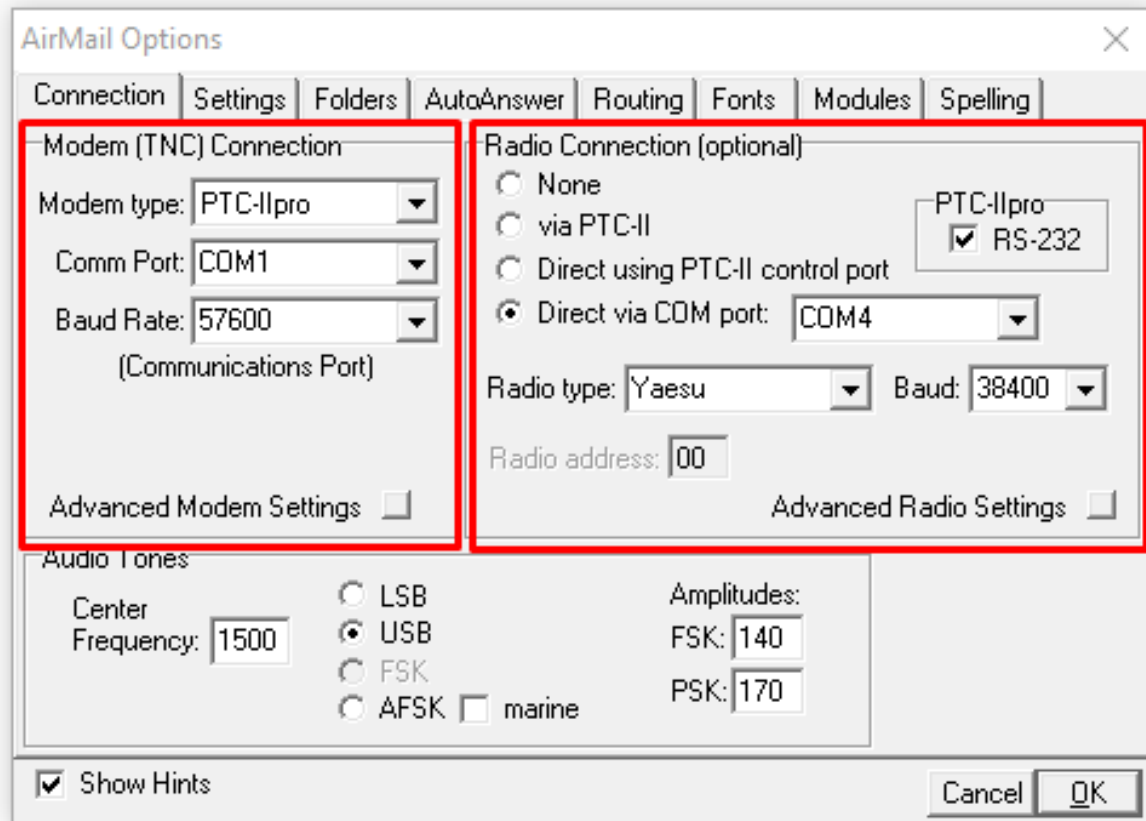 AirMail Options
Connection Settings Folders AutoAnswer Routing Fonts Modules Spelling
Modem (TNC) Connection
Modem type: PTC-IIpro
Comm Port: COM1
Baud Rate: 57600
(Communications Port)
Advanced Modem Settings
Radio Connection (optional)
None
via PTC-II
Direct using PTC-II control port
Direct via COM port: COM4
PTC-IIpro
RS-232
Radio type: Yaesu Baud: 38400
Radio address: 00
Advanced Radio Settings
Audio Tones
Center
Frequency: 1500
LSB
USB
FSK
AFSK marine
Amplitudes:
FSK: 140
PSK: 170
Show Hints
Cancel OK